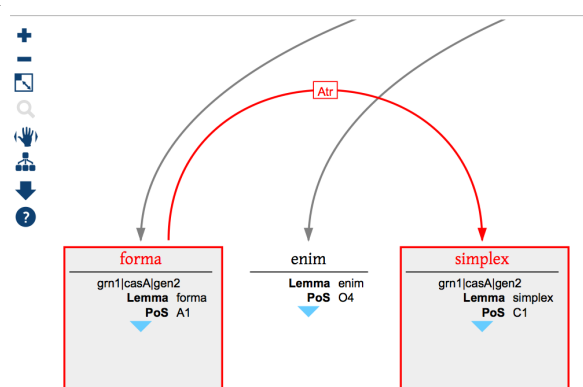 Atr
forma
grn1|casA|gen2
Lemma forma
PoS A1
enim
Lemma enim
PoS O4
simplex
grn1|casA|gen2
Lemma simplex
PoS C1
?